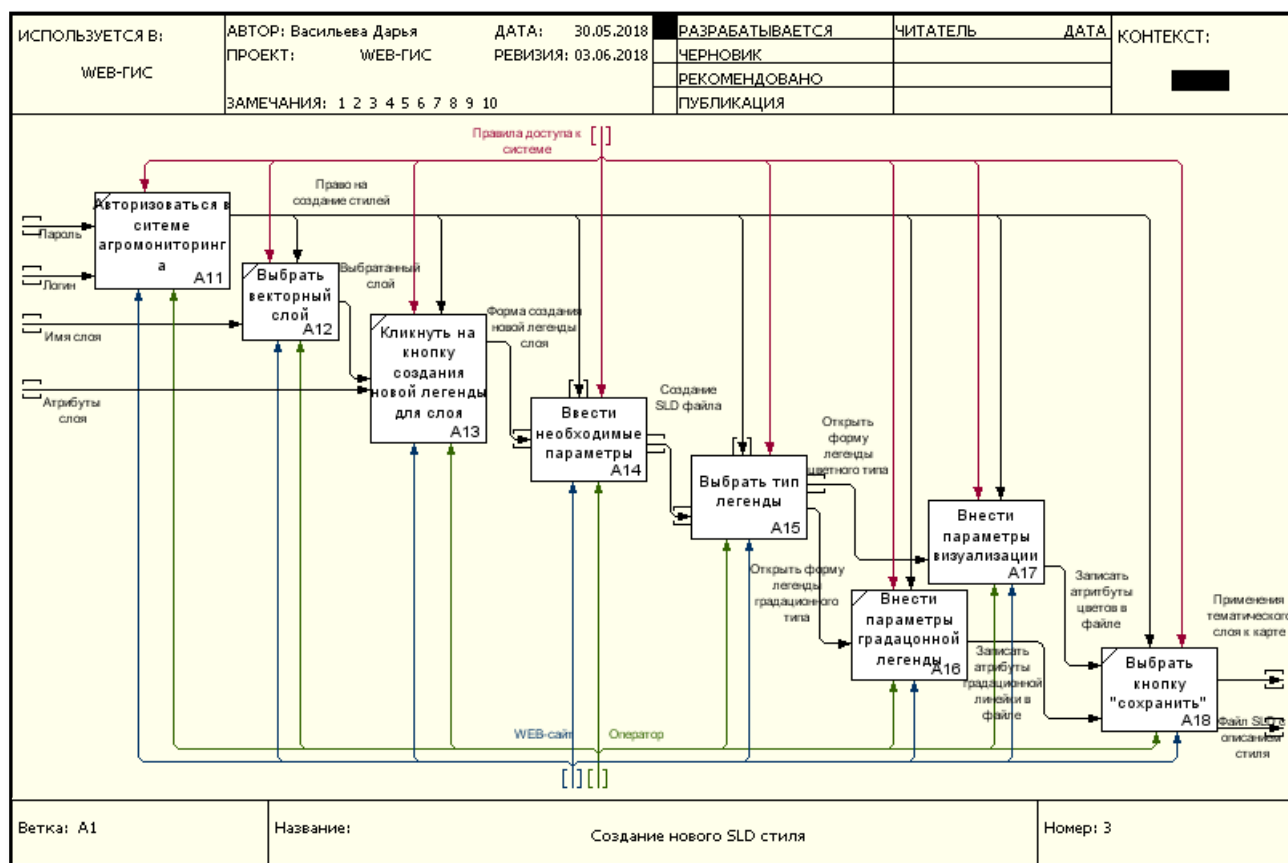 ИСПОЛЬЗУЕТСЯ В:
WEB-ГИС
АВТОР: Васильева Дарья
ДАТА: 30.05.2018
ПРОЕКТ: WEB-ГИС
РЕВИЗИЯ: 03.06.2018
ЗАМЕЧАНИЯ: 1 2 3 4 5 6 7 8 9 10
РАЗРАБАТЫВАЕТСЯ
ЧЕРНОВИК
РЕКОМЕНДОВАНО
ПУБЛИКАЦИЯ
ЧИТАТЕЛЬ
ДАТА
КОНТЕКСТ:
Правила доступа к
системе
Право на
создание стилей
Авторизоваться в
ситеме
агромониторинг
а
A11
Пароль
Логин
Имя слоя
Атрибуты
слоя
Выбрать
векторный
слой
A12
Выбратанный
слой
Кликнуть на
кнопку
создания
новой легенды
для слоя
A13
Форма создания
новой легенды
слоя
Ввести
необходимые
параметры
A14
Создание
SLD файла
Выбрать тип
легенды
A15
Открыть
форму
легенды
цветного типа
Открыть форму
легенды
градационного
типа
Внести
параметры
визуализации
A17
Внести
параметры
градацонной
легенды
A16
Записать
атритбуты
цветов в
файле
Записать
атрибуты
градационной
линейки в
файле
Применения
тематического
слоя к карте
Выбрать
кнопку
"сохранить"
A18
Файл SLD с
описанием
стиля
WEB-сайт
Оператор
Ветка: A1
Название:
Создание нового SLD стиля
Номер: 3